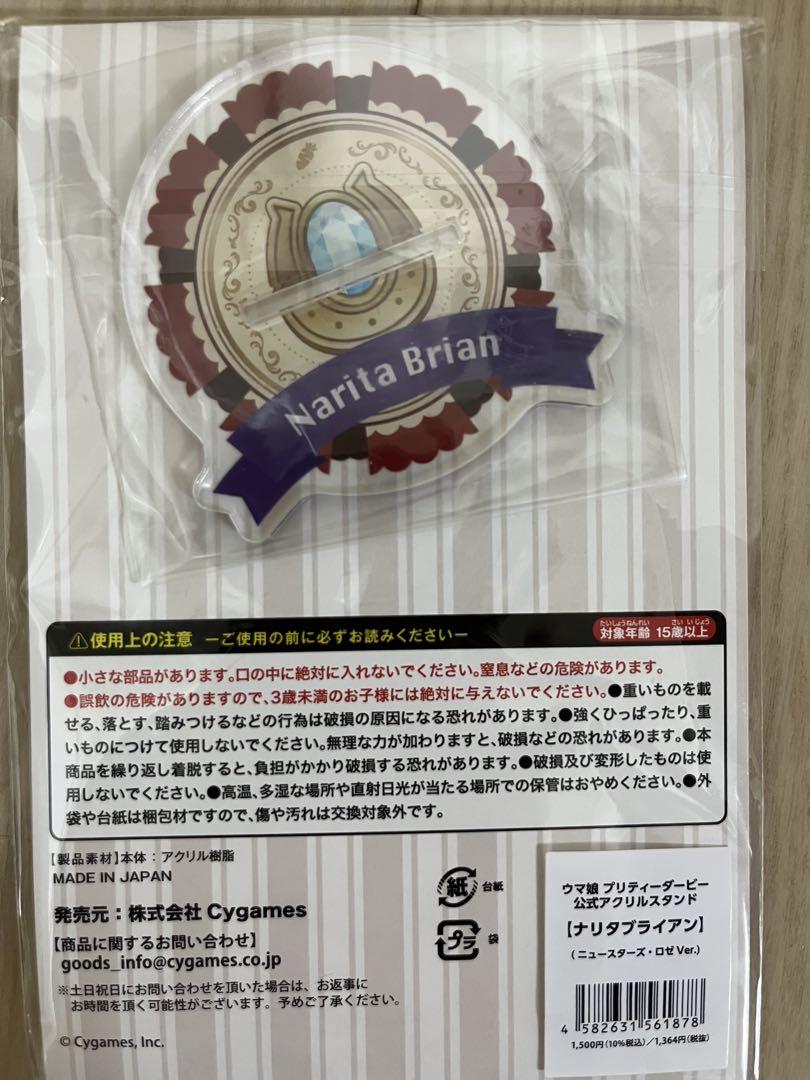 Narita Brian
⚠使用上の注意 ーご使用の前に必ずお読みくださいー
たいしょうねんれい さいいじょう
対象年齢 15歳以上
●小さな部品があります。口の中に絶対に入れないでください。窒息などの危険があります。
●誤飲の危険がありますので、3歳未満のお子様には絶対に与えないでください。●重いものを載
せる、落とす、踏みつけるなどの行為は破損の原因になる恐れがあります。●強くひっぱったり、重
いものにつけて使用しないでください。無理な力が加わりますと、破損などの恐れがあります。●本
商品を繰り返し着脱すると、負担がかかり破損する恐れがあります。●破損及び変形したものは使
用しないでください。●高温、多湿な場所や直射日光が当たる場所での保管はおやめください。●外
袋や台紙は梱包材ですので、傷や汚れは交換対象外です。
【製品素材】本体：アクリル樹脂
MADE IN JAPAN
発売元：株式会社 Cygames
【商品に関するお問い合わせ】
goods_info@cygames.co.jp
※土日祝日にお問い合わせを頂いた場合は、お返事に
お時間を頂く可能性がございます。予めご了承ください。
© Cygames, Inc.
紙 台紙
プラ 袋
ウマ娘 プリティーダービー
公式アクリルスタンド
【ナリタブライアン】
（ニュースターズ・ロゼ Ver.）
4 582631 561878
1,500円（10%税込）／1,364円（税抜）